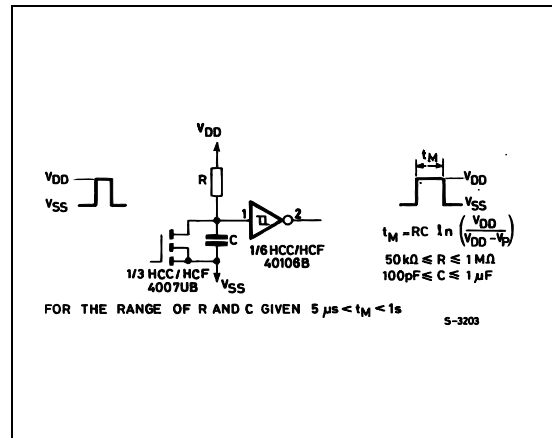 VDD
R
VDD
VSS
1
2
C
1/6 HCC/HCF
40106B
1/3 HCC/HCF
4007UB
VSS
tM
VDD
VSS
tM = RC ln (VDD / VDD - VP)
50kΩ ≤ R ≤ 1 MΩ
100pF ≤ C ≤ 1 µF
FOR THE RANGE OF R AND C GIVEN 5 µs < tM < 1s
S-3203